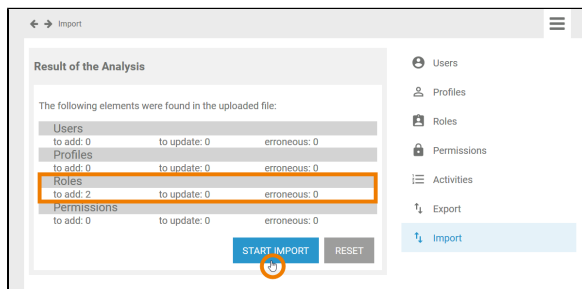 Import
Result of the Analysis
The following elements were found in the uploaded file:
Users
to add: 0 to update: 0 erroneous: 0
Profiles
to add: 0 to update: 0 erroneous: 0
Roles
to add: 2 to update: 0 erroneous: 0
Permissions
to add: 0 to update: 0 erroneous: 0
START IMPORT RESET
Users
Profiles
Roles
Permissions
Activities
Export
Import